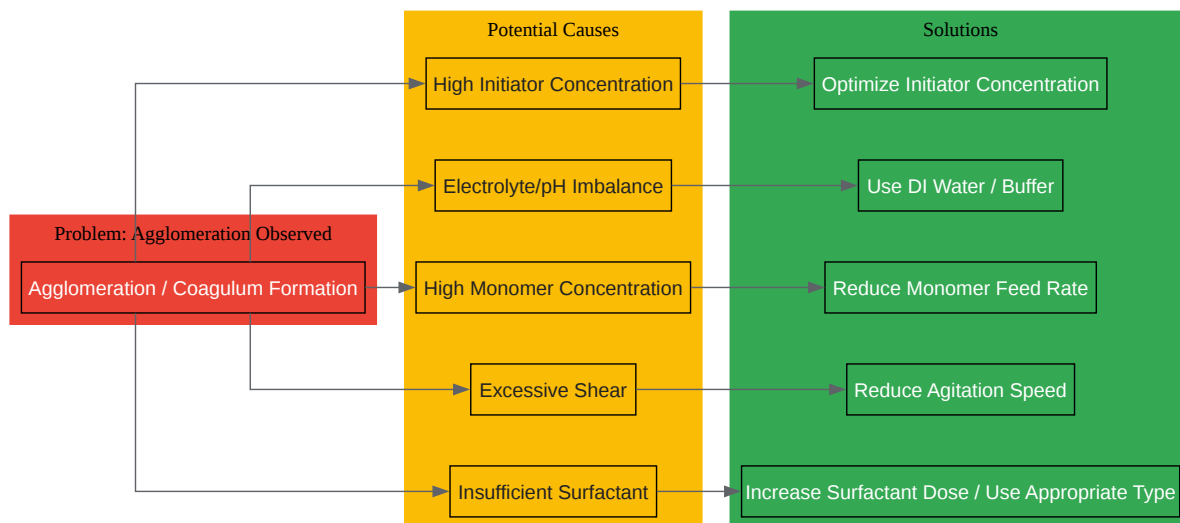 Potential Causes
Solutions
High Initiator Concentration
Optimize Initiator Concentration
Electrolyte/pH Imbalance
Use DI Water / Buffer
Problem: Agglomeration Observed
Agglomeration / Coagulum Formation
High Monomer Concentration
Reduce Monomer Feed Rate
Excessive Shear
Reduce Agitation Speed
Insufficient Surfactant
Increase Surfactant Dose / Use Appropriate Type